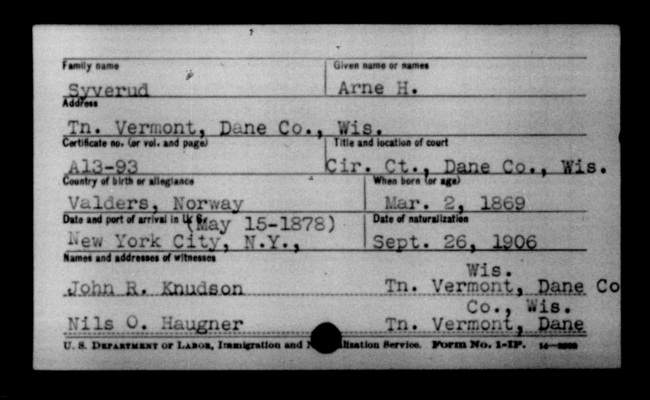 Family name Given name or names
Syverud Arne H.
Address
Tn. Vermont, Dane Co., Wis.
Certificate no. (or vol. and page) Title and location of court
A13-93 Cir. Ct., Dane Co., Wis.
Country of birth or allegiance When born (or age)
Valders, Norway Mar. 2, 1869
Date and port of arrival in U.S. Date of naturalization
(May 15-1878)
New York City, N.Y., Sept. 26, 1906
Names and addresses of witnesses
Wis.
John R. Knudson Tn. Vermont, Dane Co
Co., Wis.
Nils O. Haugner Tn. Vermont, Dane
U. S. Department of Labor, Immigration and Service. Form No. 1-IP.